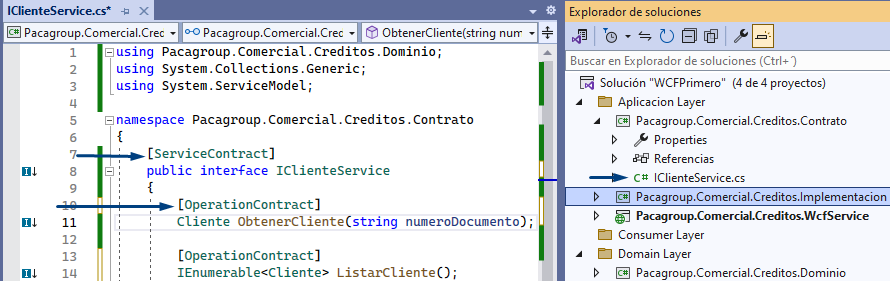 IClienteService.cs*
Pacagroup.Comercial.Crec
Pacagroup.Comercial.Crec
ObtenerCliente(string num
1 using Pacagroup.Comercial.Creditos.Dominio;
2 using System.Collections.Generic;
3 using System.ServiceModel;
4
5 namespace Pacagroup.Comercial.Creditos.Contrato
6 {
7 [ServiceContract]
8 public interface IClienteService
9 {
10 [OperationContract]
11 Cliente ObtenerCliente(string numeroDocumento);
12
13 [OperationContract]
14 IEnumerable<Cliente> ListarCliente();
Explorador de soluciones
Buscar en Explorador de soluciones (Ctrl+´)
Solución "WCFPrimero" (4 de 4 proyectos)
Aplicacion Layer
C# Pacagroup.Comercial.Creditos.Contrato
Properties
Referencias
C# IClienteService.cs
C# Pacagroup.Comercial.Creditos.Implementacion
Pacagroup.Comercial.Creditos.WcfService
Consumer Layer
Domain Layer
C# Pacagroup.Comercial.Creditos.Dominio